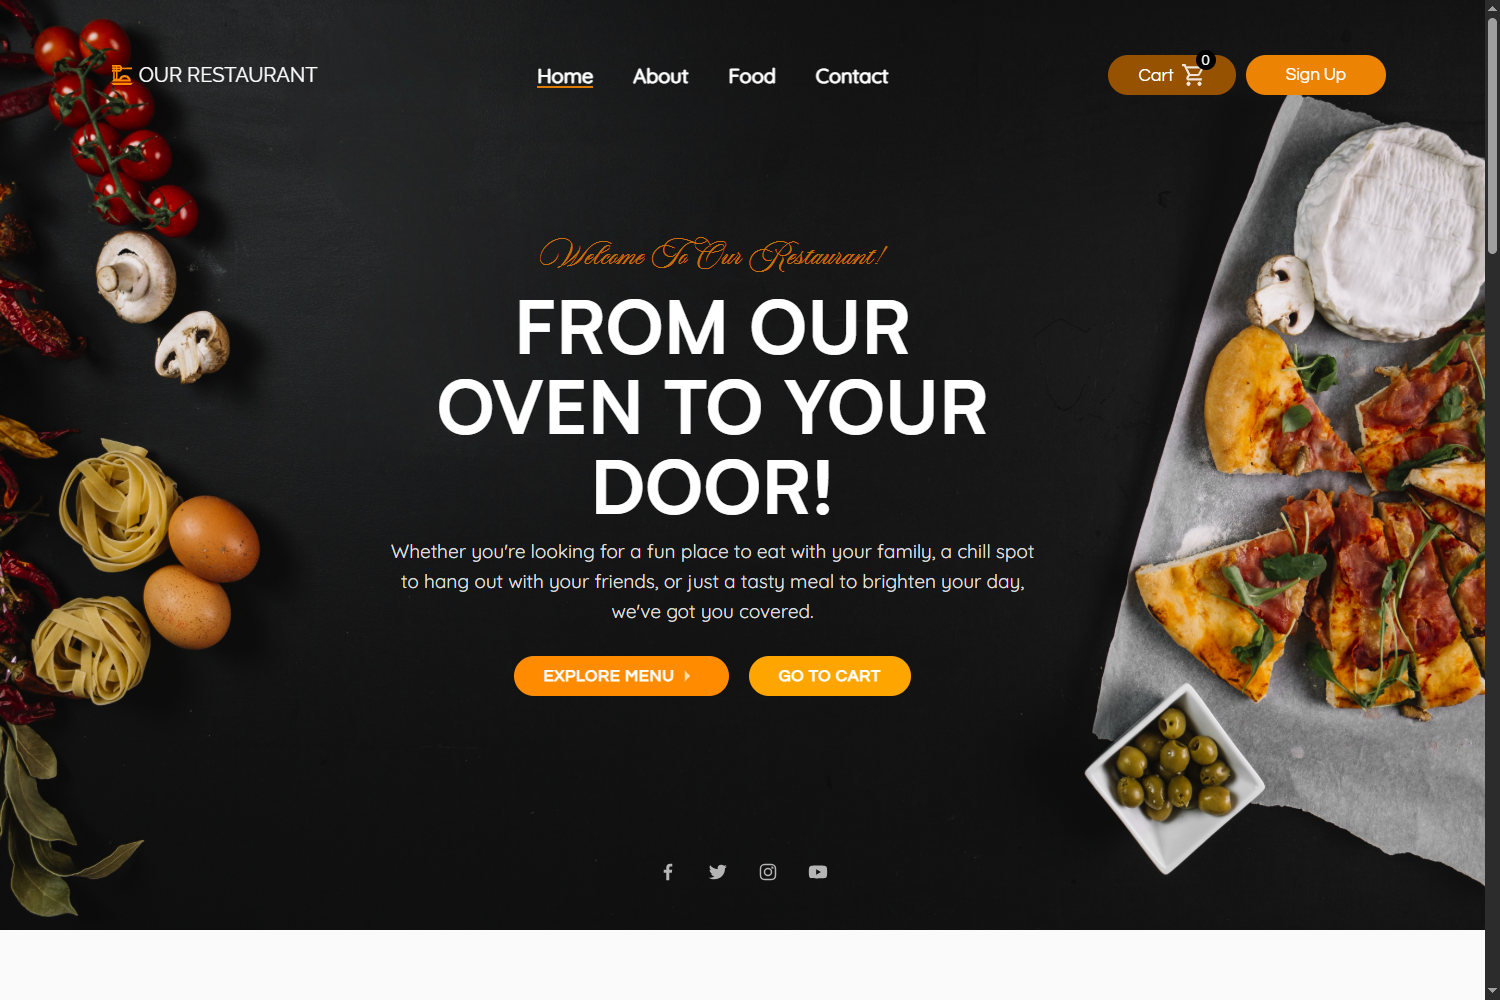 OUR RESTAURANT
Home About Food Contact
Cart 0
Sign Up
Welcome To Our Restaurant!
FROM OUR
OVEN TO YOUR
DOOR!
Whether you're looking for a fun place to eat with your family, a chill spot
to hang out with your friends, or just a tasty meal to brighten your day,
we've got you covered.
EXPLORE MENU
GO TO CART